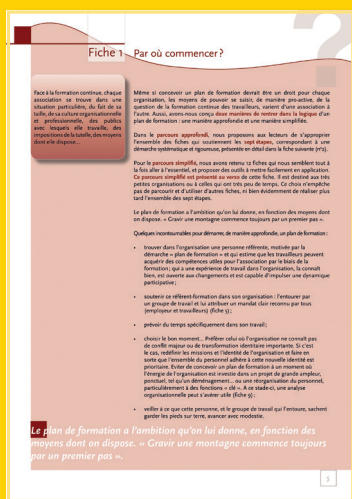 Fiche 1 Par où commencer ?
Face à la formation continue, chaque
association se trouve dans une
situation particulière, du fait de sa
taille, de sa culture organisationnelle
et professionnelle, des publics
avec lesquels elle travaille, des
impositions de la tutelle, des moyens
dont elle dispose...
Même si concevoir un plan de formation devrait être un droit pour chaque
organisation, les moyens de pouvoir se saisir, de manière pro-active, de la
question de la formation continue des travailleurs, varient d'une association à
l'autre. Aussi, avons-nous conçu deux manières de rentrer dans la logique d'un
plan de formation : une manière approfondie et une manière simplifiée.
Dans le parcours approfondi, nous proposons aux lecteurs de s'approprier
l'ensemble des fiches qui soutiennent les sept étapes, correspondant à une
démarche systématique et rigoureuse, présentée en détail dans la fiche suivante (n°2).
Pour le parcours simplifié, nous avons retenu 12 fiches qui nous semblent tout à
la fois aller à l'essentiel, et proposer des outils à mettre facilement en application.
Ce parcours simplifié est présenté au verso de cette fiche. Il est destiné aux très
petites organisations ou à celles qui ont très peu de temps. Ce choix n'empêche
pas de parcourir et d'utiliser d'autres fiches, ni bien évidemment de réaliser plus
tard l'ensemble des sept étapes.
Le plan de formation a l'ambition qu'on lui donne, en fonction des moyens dont
on dispose. « Gravir une montagne commence toujours par un premier pas ».
Quelques incontournables pour démarrer, de manière approfondie, un plan de formation :
• trouver dans l'organisation une personne référente, motivée par la
démarche « plan de formation » et qui estime que les travailleurs peuvent
acquérir des compétences utiles pour l'association par le biais de la
formation ; qui a une expérience de travail dans l'organisation, la connaît
bien, est ouverte aux changements et est capable d'impulser une dynamique
participative ;
• soutenir ce référent-formation dans son organisation : l'entourer par
un groupe de travail et lui attribuer un mandat clair reconnu par tous
(employeur et travailleurs) (fiche 5) ;
• prévoir du temps spécifiquement dans son travail ;
• choisir le bon moment... Préférer celui où l'organisation ne connaît pas
de conflit majeur ou de transformation identitaire importante. Si c'est
le cas, redéfinir les missions et l'identité de l'organisation et faire en
sorte que l'ensemble du personnel adhère à cette nouvelle identité est
prioritaire. Eviter de concevoir un plan de formation à un moment où
l'énergie de l'organisation est investie dans un projet de grande ampleur,
ponctuel, tel qu'un déménagement... ou une réorganisation du personnel,
particulièrement à des fonctions « clé ». A ce stade-ci, une analyse
organisationnelle peut s'avérer utile (fiche 9) ;
• veiller à ce que cette personne, et le groupe de travail qui l'entoure, sachent
garder les pieds sur terre, avancer avec modestie.
Le plan de formation a l'ambition qu'on lui donne, en fonction des
moyens dont on dispose. « Gravir une montagne commence toujours
par un premier pas ».
5